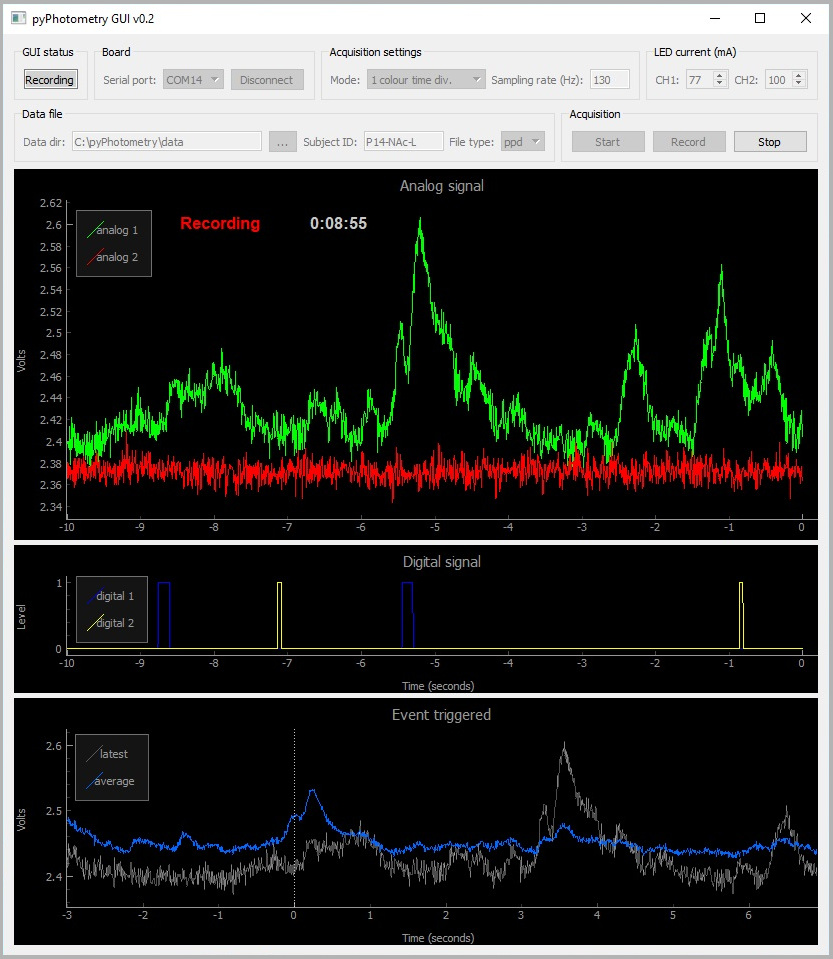 pyPhotometry GUI v0.2
GUI status Board Acquisition settings LED current (mA)
Recording Serial port: COM14 Disconnect Mode: 1 colour time div. Sampling rate (Hz): 130 CH1: 77 CH2: 100
Data file Acquisition
Data dir: C:\pyPhotometry\data ... Subject ID: P14-NAc-L File type: ppd Start Record Stop
Analog signal
Recording 0:08:55
analog 1
analog 2
Volts
2.62
2.6
2.58
2.56
2.54
2.52
2.5
2.48
2.46
2.44
2.42
2.4
2.38
2.36
2.34
-10 -9 -8 -7 -6 -5 -4 -3 -2 -1 0
Digital signal
digital 1
digital 2
Level
1
0
-10 -9 -8 -7 -6 -5 -4 -3 -2 -1 0
Time (seconds)
Event triggered
latest
average
Volts
2.6
2.5
2.4
-3 -2 -1 0 1 2 3 4 5 6
Time (seconds)